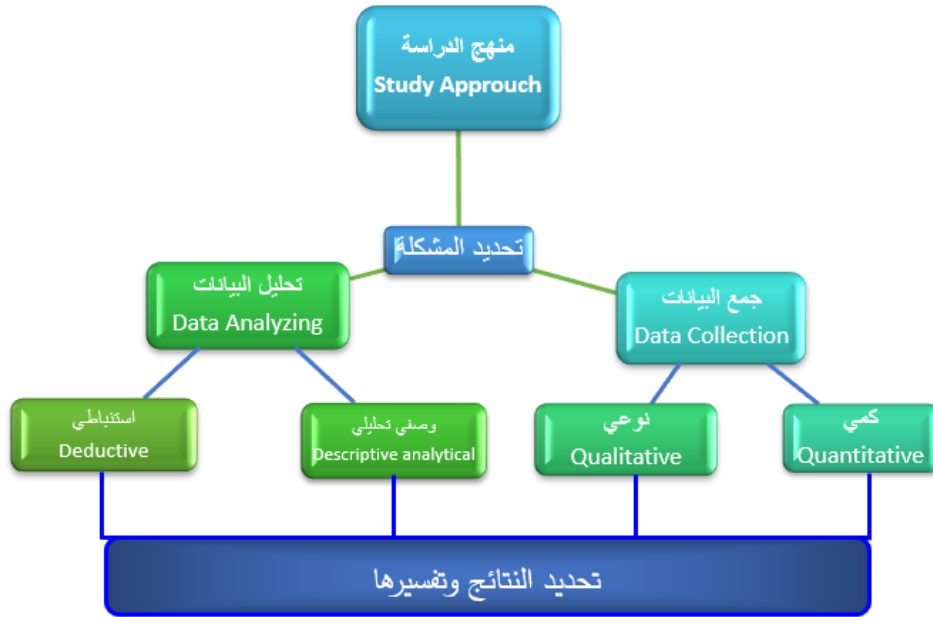 منهج الدراسة
Study Approuch
تحديد المشكلة
جمع البيانات
Data Collection
تحليل البيانات
Data Analyzing
كمي
Quantitative
نوعي
Qualitative
وصفي تحليلي
Descriptive analytical
استنباطي
Deductive
تحديد النتائج وتفسيرها